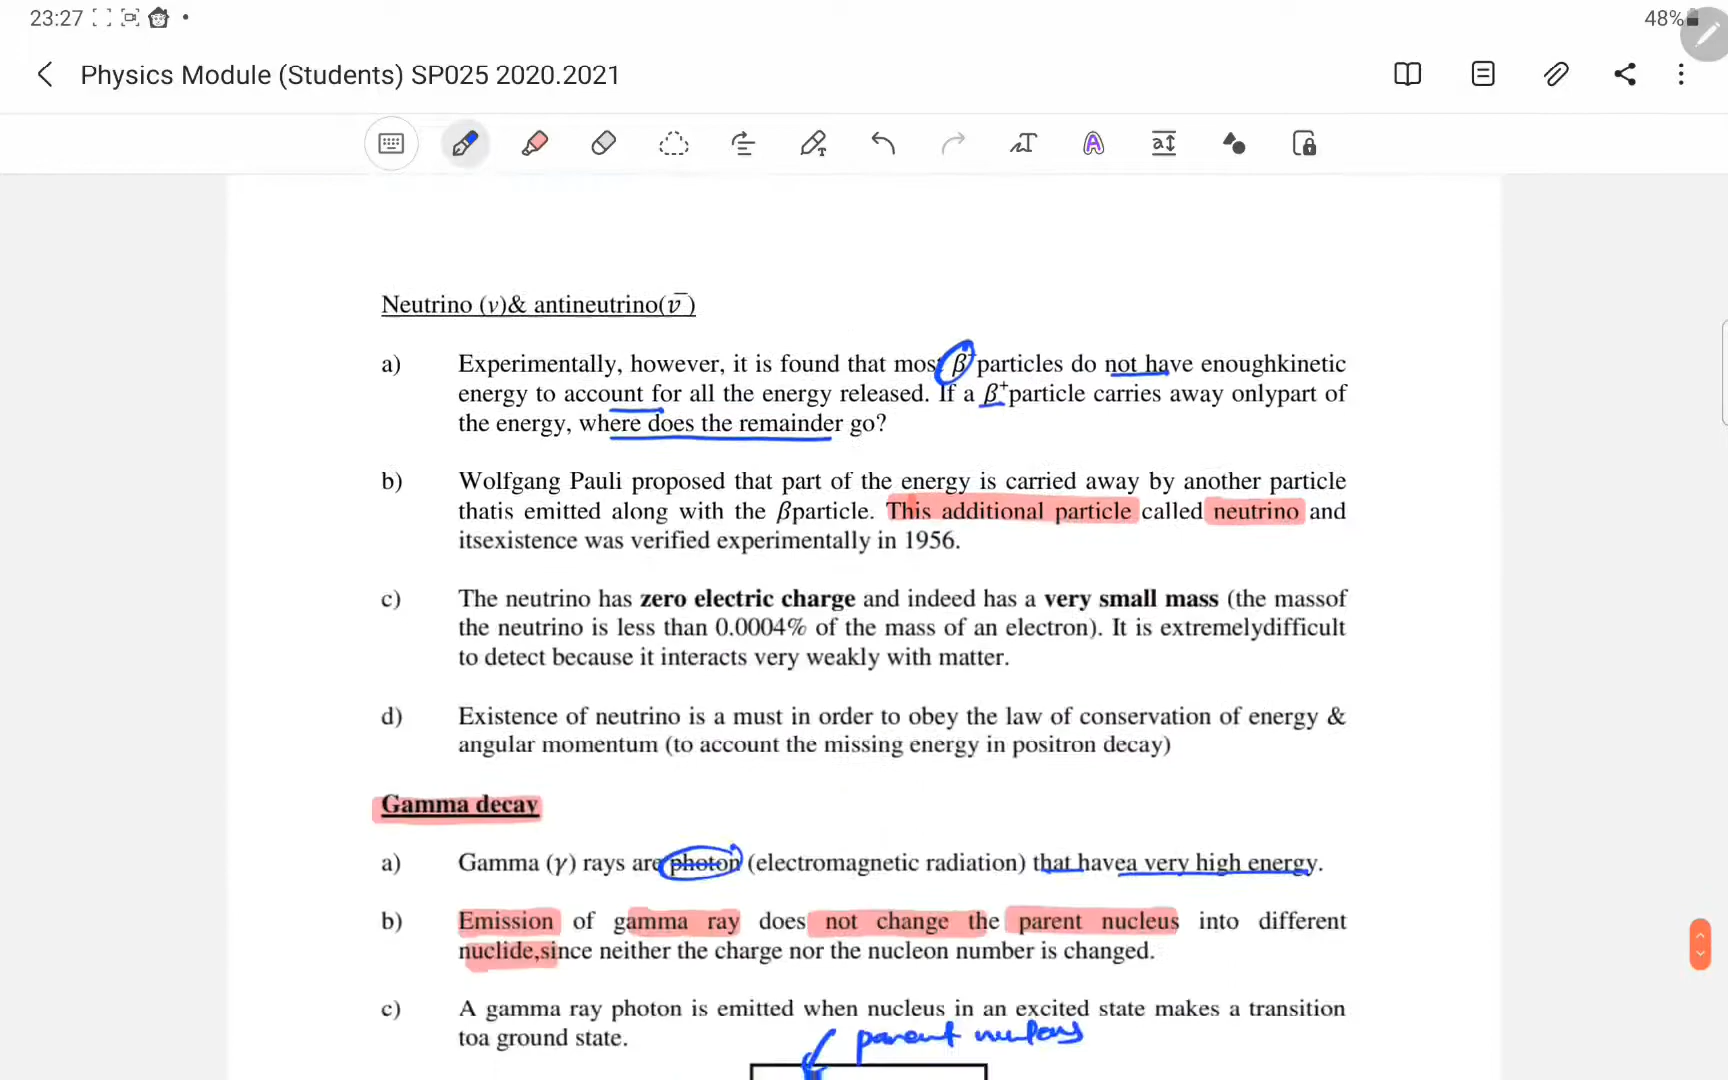 23:27
48%
Physics Module (Students) SP025 2020.2021
Neutrino (ν)& antineutrino(ν̅ )
a) Experimentally, however, it is found that most β⁺particles do not have enoughkinetic
energy to account for all the energy released. If a β⁺particle carries away onlypart of
the energy, where does the remainder go?
b) Wolfgang Pauli proposed that part of the energy is carried away by another particle
thatis emitted along with the βparticle. This additional particle called neutrino and
itsexistence was verified experimentally in 1956.
c) The neutrino has zero electric charge and indeed has a very small mass (the massof
the neutrino is less than 0.0004% of the mass of an electron). It is extremelydifficult
to detect because it interacts very weakly with matter.
d) Existence of neutrino is a must in order to obey the law of conservation of energy &
angular momentum (to account the missing energy in positron decay)
Gamma decay
a) Gamma (γ) rays are photon (electromagnetic radiation) that havea very high energy.
b) Emission of gamma ray does not change the parent nucleus into different
nuclide,since neither the charge nor the nucleon number is changed.
c) A gamma ray photon is emitted when nucleus in an excited state makes a transition
toa ground state.
parent